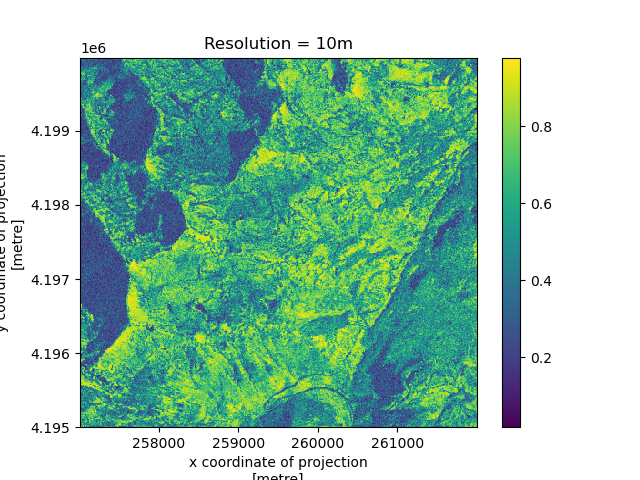 Resolution = 10m
1e6
4.199
4.198
4.197
4.196
4.195
y coordinate of projection
[metre]
258000 259000 260000 261000
x coordinate of projection
[metre]
0.8
0.6
0.4
0.2